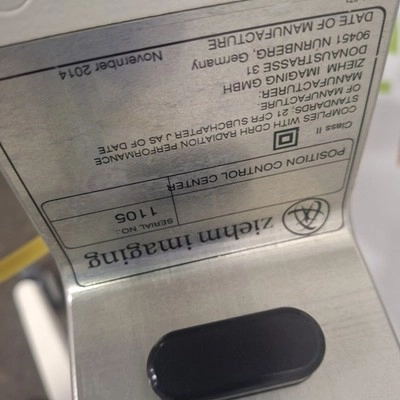 ziehm imaging
SERIAL NO.:
1105
POSITION CONTROL CENTER
Class II
COMPLIES WITH CDRH RADIATION PERFORMANCE
STANDARDS, 21 CFR SUBCHAPTER J AS OF DATE
OF MANUFACTURE.
MANUFACTURER:
ZIEHM IMAGING GMBH
DONAUSTRASSE 31
90451 NÜRNBERG, Germany
DATE OF MANUFACTURE
November 2014